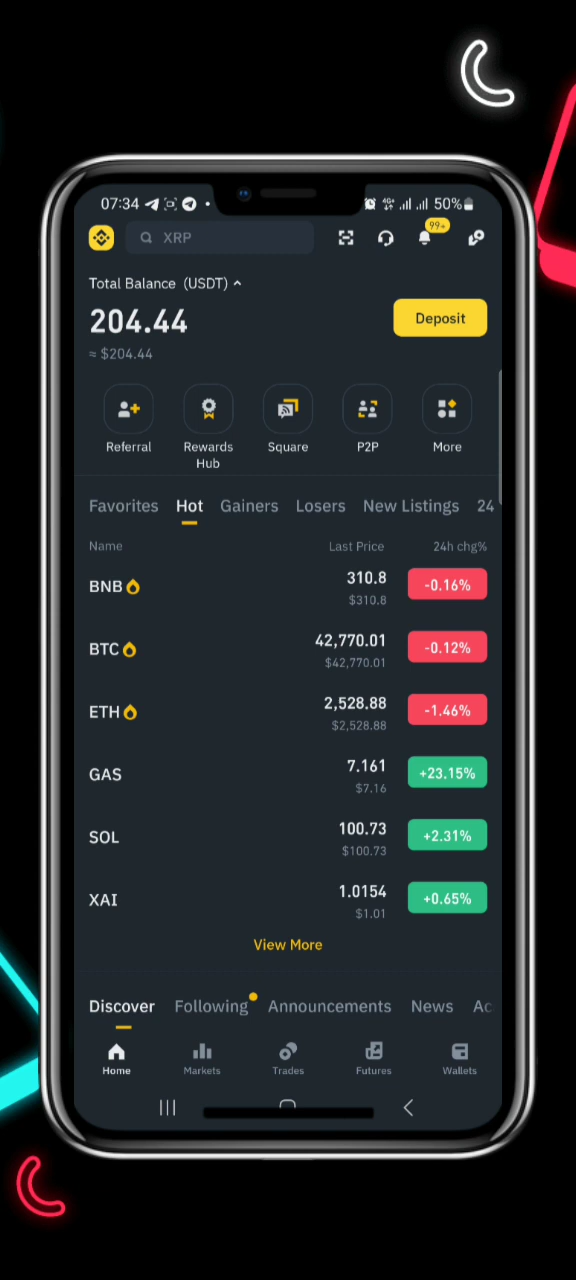 07:34
50%
99+
XRP
Total Balance (USDT)
204.44
Deposit
≈ $204.44
Referral
Rewards Hub
Square
P2P
More
Favorites Hot Gainers Losers New Listings 24
Name Last Price 24h chg%
BNB 310.8 -0.16%
$310.8
BTC 42,770.01 -0.12%
$42,770.01
ETH 2,528.88 -1.46%
$2,528.88
GAS 7.161 +23.15%
$7.16
SOL 100.73 +2.31%
$100.73
XAI 1.0154 +0.65%
$1.01
View More
Discover Following Announcements News Ac
Home Markets Trades Futures Wallets